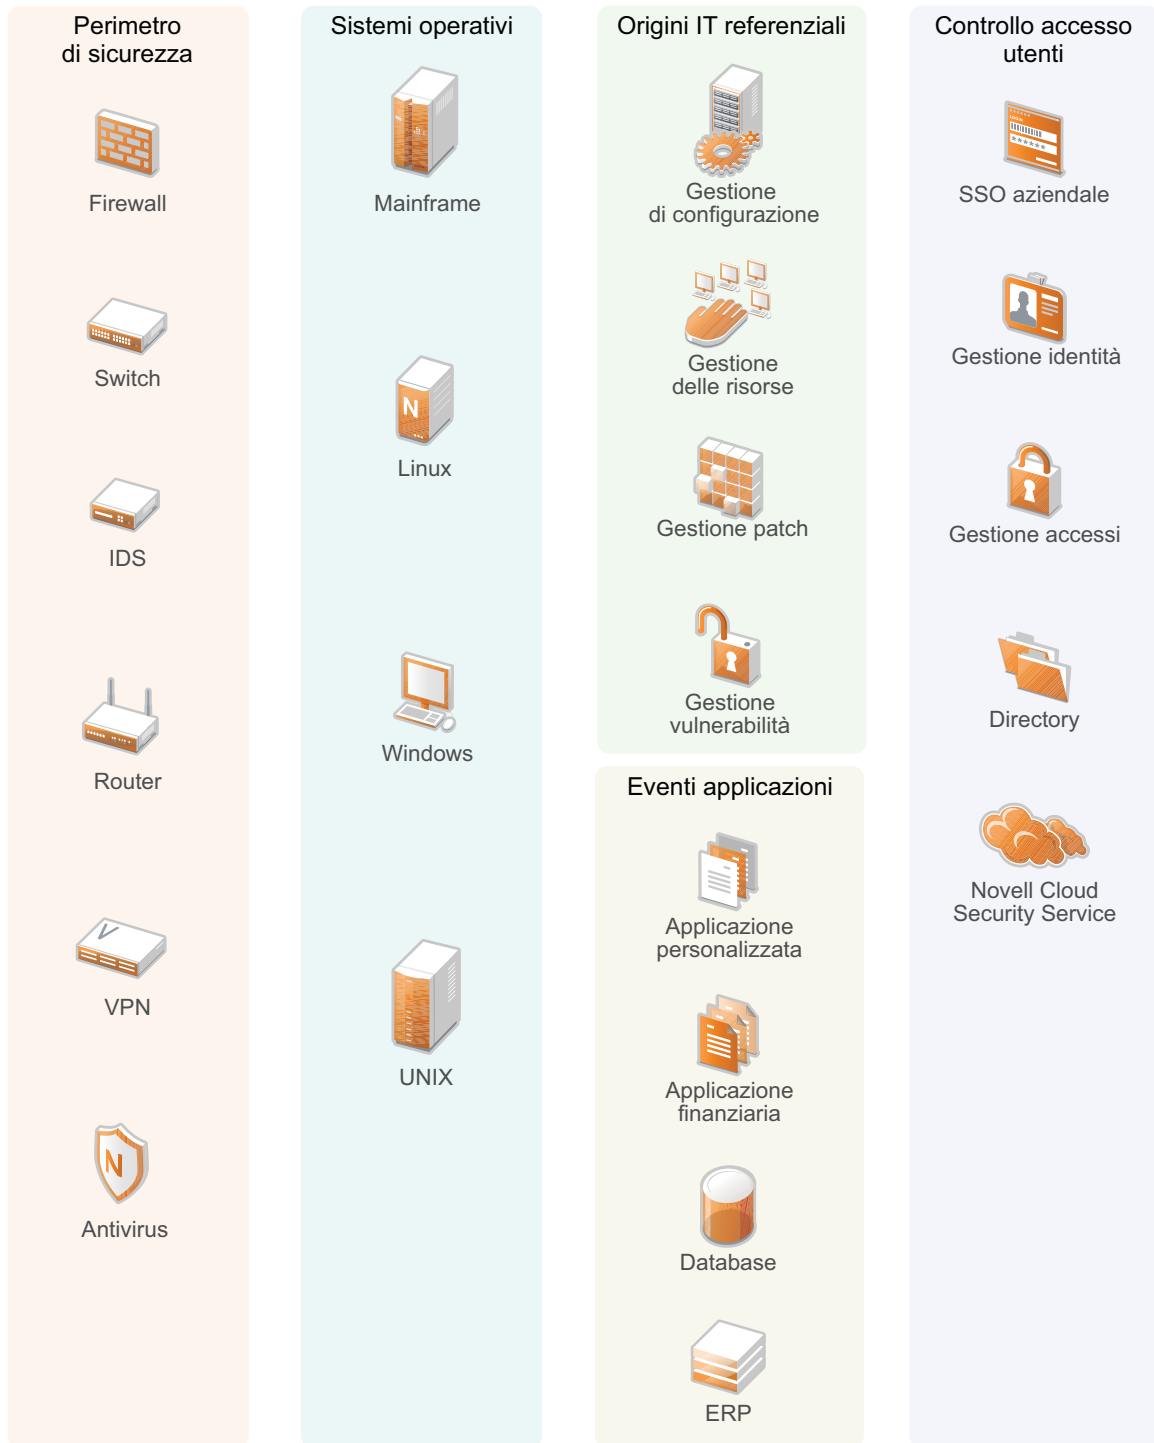 Perimetro
di sicurezza
Firewall
Switch
IDS
Router
VPN
V
Antivirus
N
Sistemi operativi
Mainframe
N
Linux
Windows
UNIX
Origini IT referenziali
Gestione
di configurazione
Gestione
delle risorse
Gestione patch
Gestione
vulnerabilità
Eventi applicazioni
Applicazione
personalizzata
Applicazione
finanziaria
Database
ERP
Controllo accesso
utenti
LOGIN
******
SSO aziendale
Gestione identità
Gestione accessi
Directory
Novell Cloud
Security Service